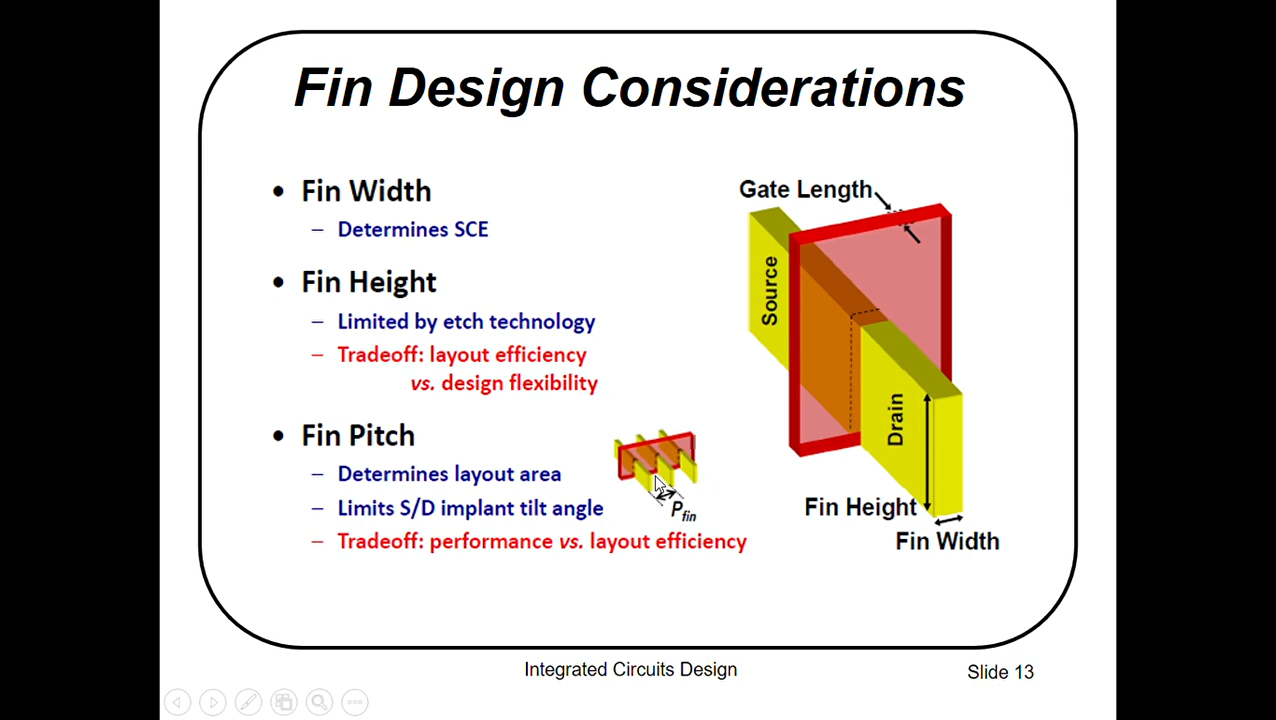 Fin Design Considerations
• Fin Width
– Determines SCE
• Fin Height
– Limited by etch technology
– Tradeoff: layout efficiency
vs. design flexibility
• Fin Pitch
– Determines layout area
– Limits S/D implant tilt angle
– Tradeoff: performance vs. layout efficiency
Pfin
Gate Length
Source
Drain
Fin Height
Fin Width
Integrated Circuits Design
Slide 13